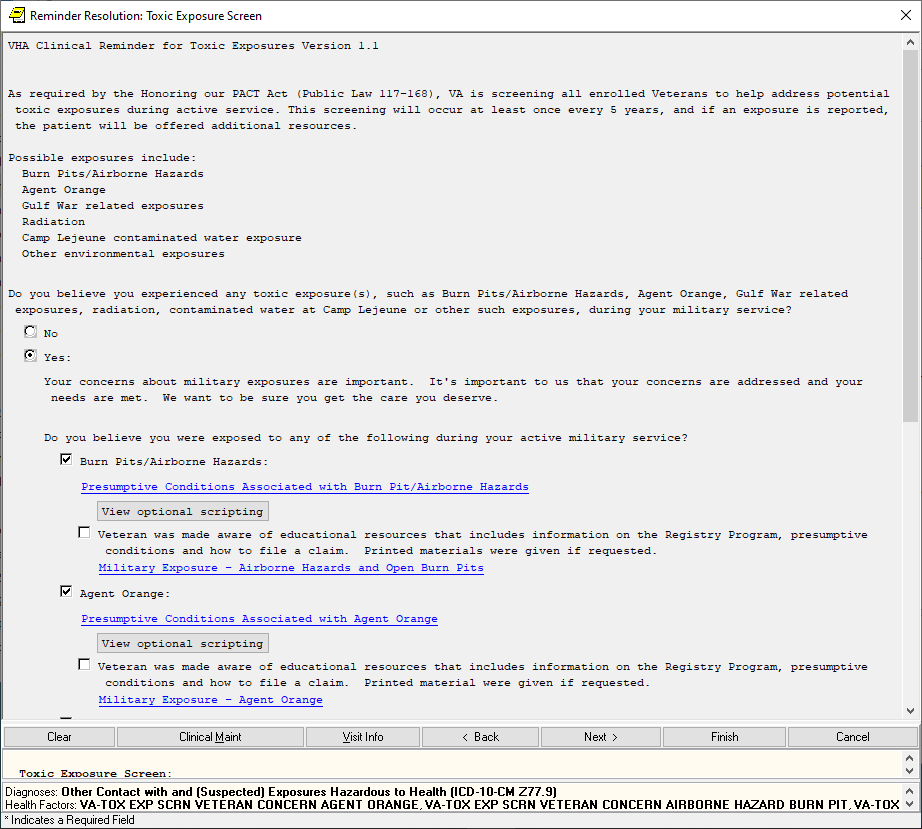 Reminder Resolution: Toxic Exposure Screen
VHA Clinical Reminder for Toxic Exposures Version 1.1
As required by the Honoring our PACT Act (Public Law 117-168), VA is screening all enrolled Veterans to help address potential
toxic exposures during active service. This screening will occur at least once every 5 years, and if an exposure is reported,
the patient will be offered additional resources.
Possible exposures include:
Burn Pits/Airborne Hazards
Agent Orange
Gulf War related exposures
Radiation
Camp Lejeune contaminated water exposure
Other environmental exposures
Do you believe you experienced any toxic exposure(s), such as Burn Pits/Airborne Hazards, Agent Orange, Gulf War related
exposures, radiation, contaminated water at Camp Lejeune or other such exposures, during your military service?
No
Yes:
Your concerns about military exposures are important.  It's important to us that your concerns are addressed and your
needs are met.  We want to be sure you get the care you deserve.
Do you believe you were exposed to any of the following during your active military service?
Burn Pits/Airborne Hazards:
Presumptive Conditions Associated with Burn Pit/Airborne Hazards
View optional scripting
Veteran was made aware of educational resources that includes information on the Registry Program, presumptive
conditions and how to file a claim.  Printed materials were given if requested.
Military Exposure - Airborne Hazards and Open Burn Pits
Agent Orange:
Presumptive Conditions Associated with Agent Orange
View optional scripting
Veteran was made aware of educational resources that includes information on the Registry Program, presumptive
conditions and how to file a claim.  Printed material were given if requested.
Military Exposure - Agent Orange
Clear Clinical Maint Visit Info < Back Next > Finish Cancel
Toxic Exposure Screen:
Diagnoses: Other Contact with and (Suspected) Exposures Hazardous to Health (ICD-10-CM Z77.9)
Health Factors: VA-TOX EXP SCRN VETERAN CONCERN AGENT ORANGE, VA-TOX EXP SCRN VETERAN CONCERN AIRBORNE HAZARD BURN PIT, VA-TOX
* Indicates a Required Field